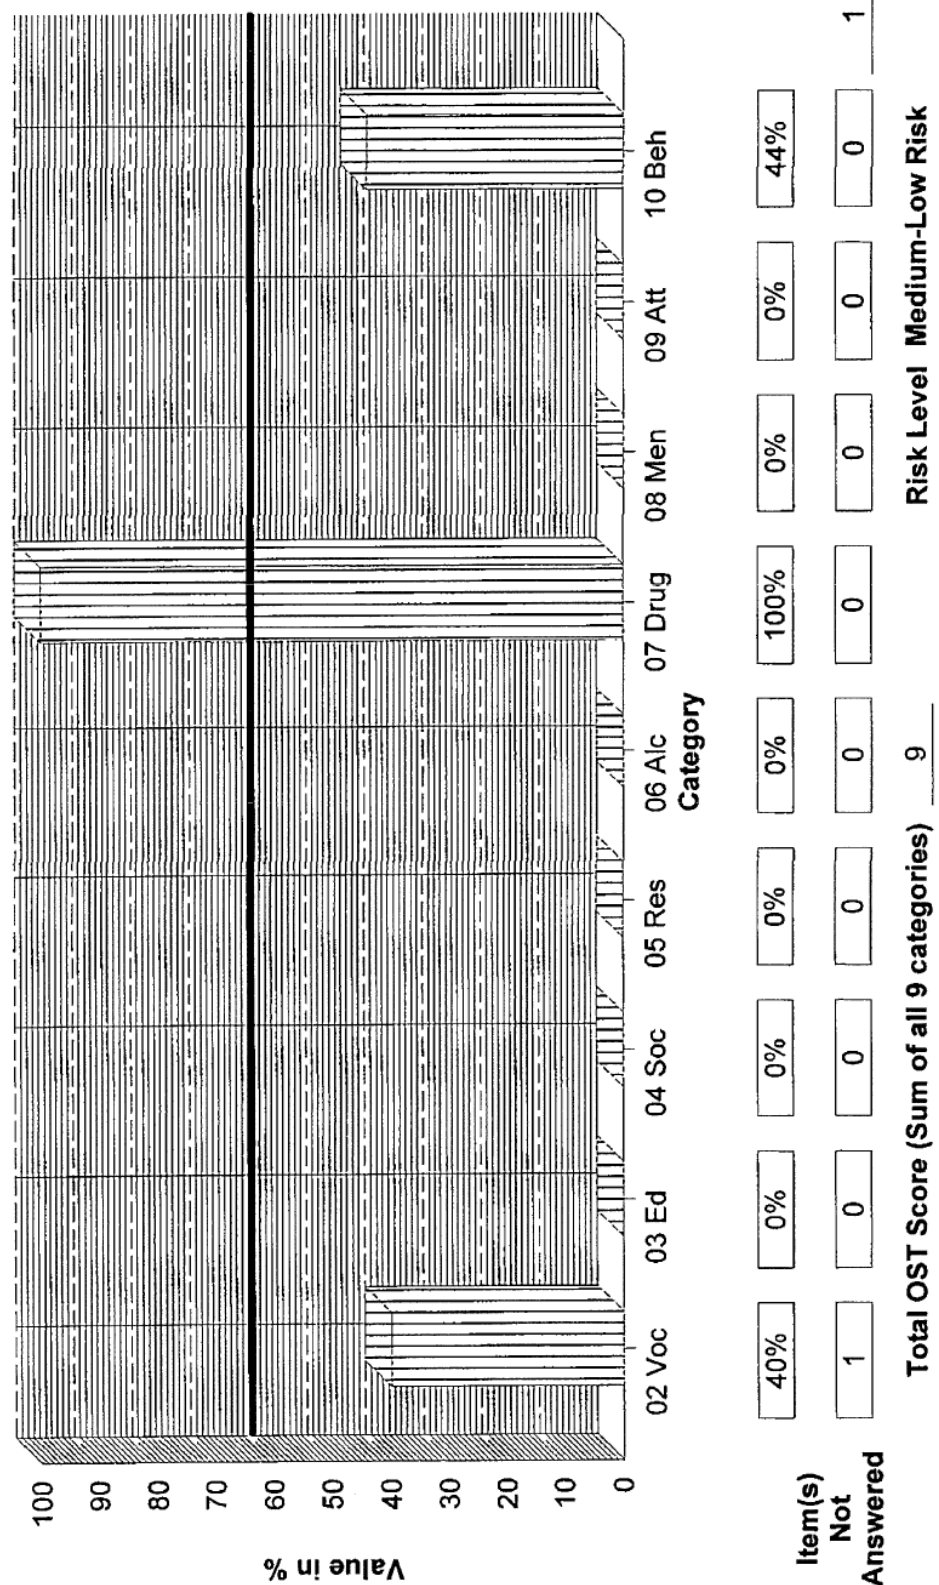 Value in %
100
90
80
70
60
50
40
30
20
10
0
02 Voc 03 Ed 04 Soc 05 Res 06 Alc 07 Drug 08 Men 09 Att 10 Beh
Category
40% 0% 0% 0% 0% 100% 0% 0% 44%
Item(s)
Not
Answered
1 0 0 0 0 0 0 0 0 1
Total OST Score (Sum of all 9 categories) 9 Risk Level Medium-Low Risk